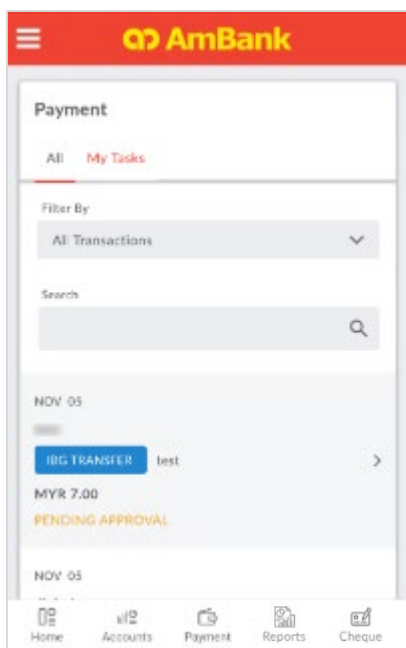 AmBank
Payment
All My Tasks
Filter By
All Transactions
Search
NOV 05
IBG TRANSFER test
MYR 7.00
PENDING APPROVAL
NOV 05
Home Accounts Payment Reports Cheque